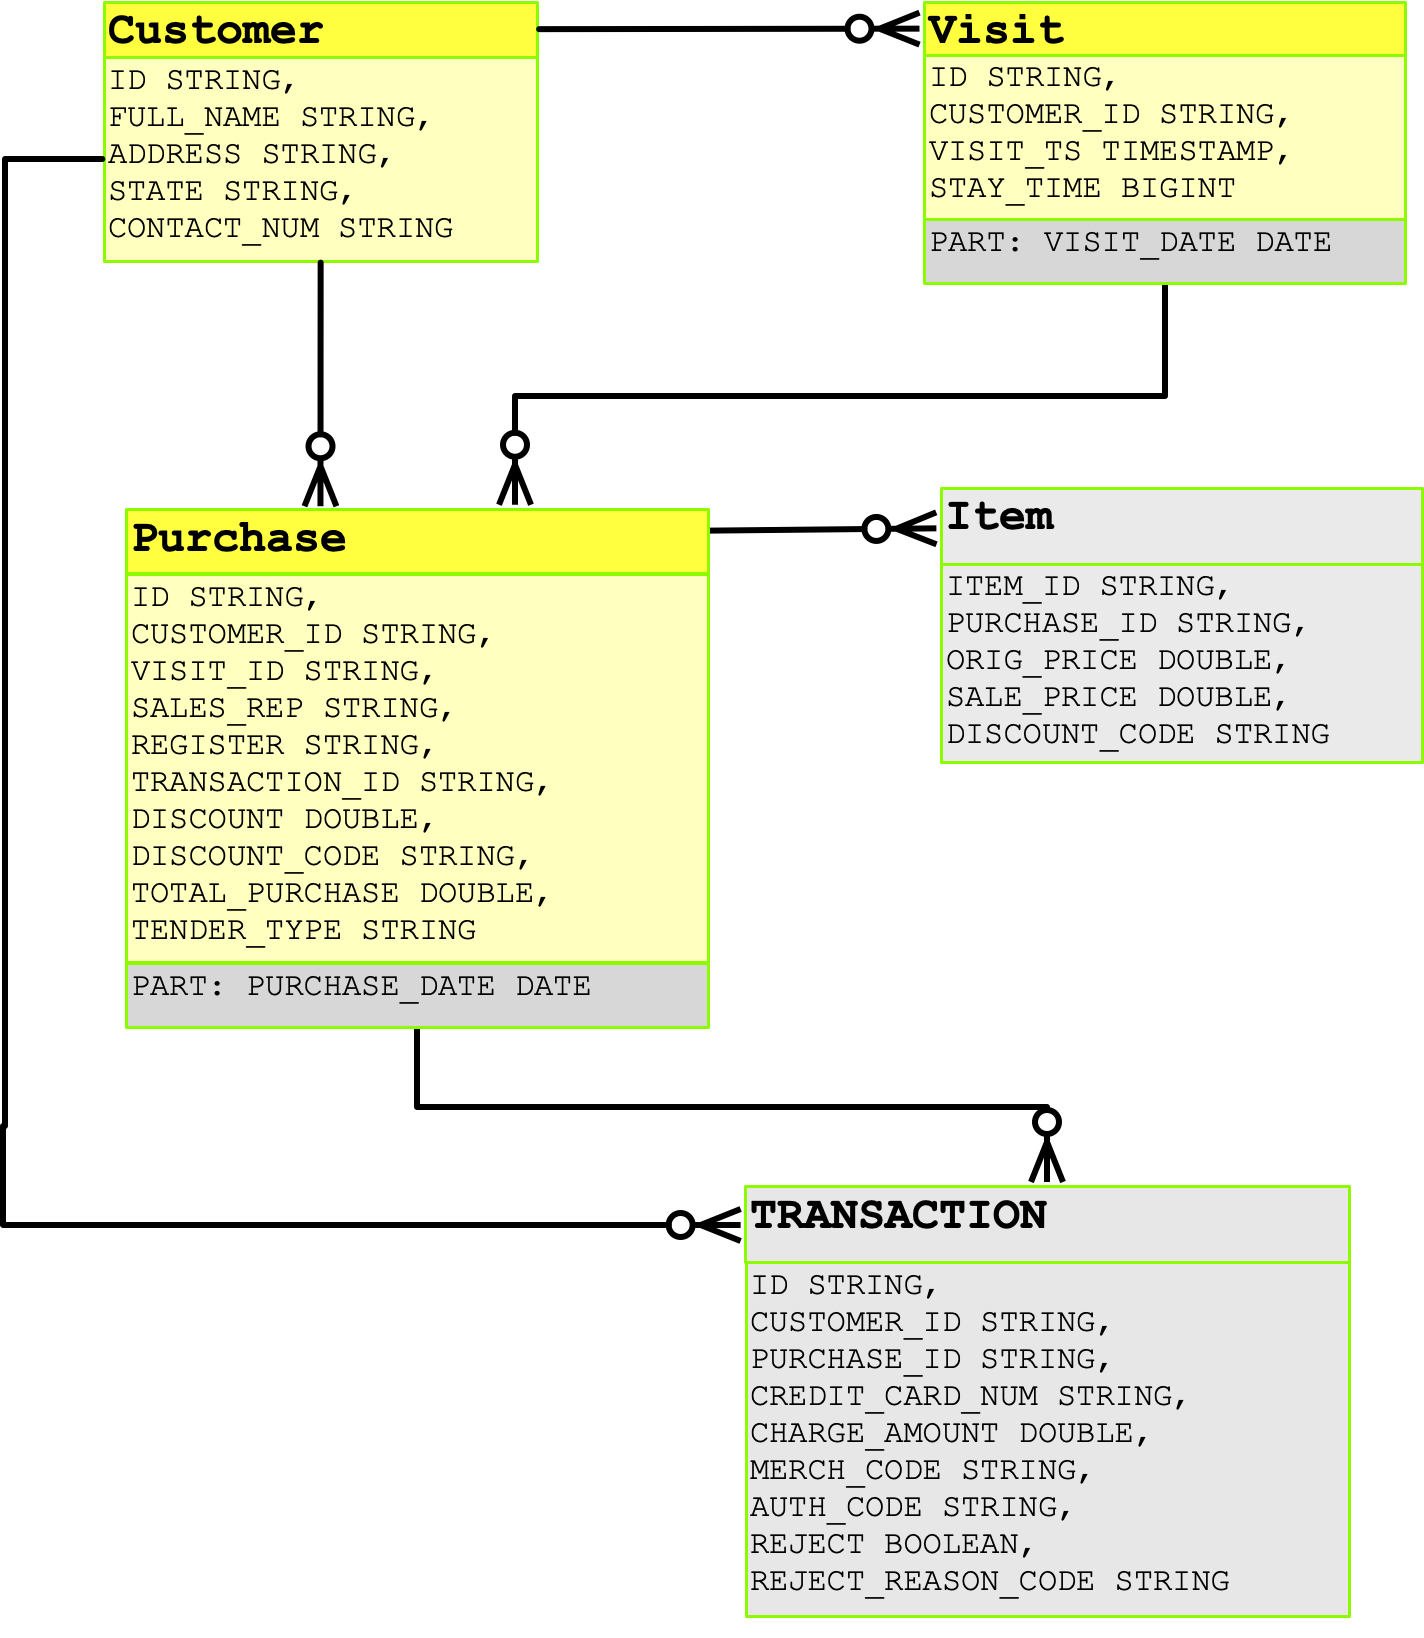 Customer
ID STRING,
FULL_NAME STRING,
ADDRESS STRING,
STATE STRING,
CONTACT_NUM STRING
Visit
ID STRING,
CUSTOMER_ID STRING,
VISIT_TS TIMESTAMP,
STAY_TIME BIGINT
PART: VISIT_DATE DATE
Purchase
ID STRING,
CUSTOMER_ID STRING,
VISIT_ID STRING,
SALES_REP STRING,
REGISTER STRING,
TRANSACTION_ID STRING,
DISCOUNT DOUBLE,
DISCOUNT_CODE STRING,
TOTAL_PURCHASE DOUBLE,
TENDER_TYPE STRING
PART: PURCHASE_DATE DATE
Item
ITEM_ID STRING,
PURCHASE_ID STRING,
ORIG_PRICE DOUBLE,
SALE_PRICE DOUBLE,
DISCOUNT_CODE STRING
TRANSACTION
ID STRING,
CUSTOMER_ID STRING,
PURCHASE_ID STRING,
CREDIT_CARD_NUM STRING,
CHARGE_AMOUNT DOUBLE,
MERCH_CODE STRING,
AUTH_CODE STRING,
REJECT BOOLEAN,
REJECT_REASON_CODE STRING